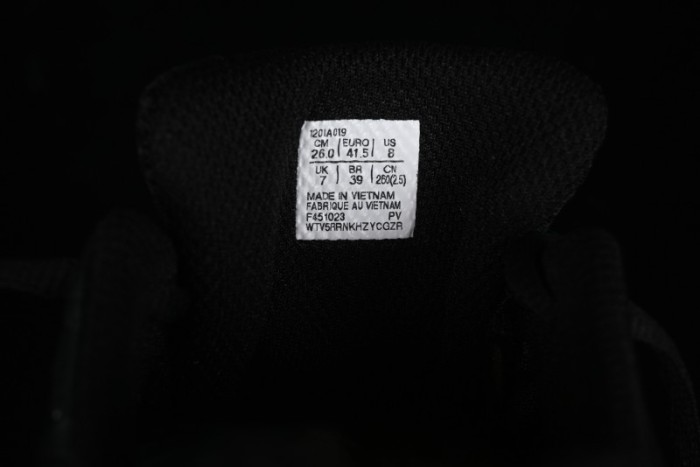 1201A019
CM EURO US
26.0 41.5 8
UK BR CN
7 39 260(2.5)
MADE IN VIETNAM
FABRIQUE AU VIETNAM
F451023 PV
WTV5RRNKHZYCQZR